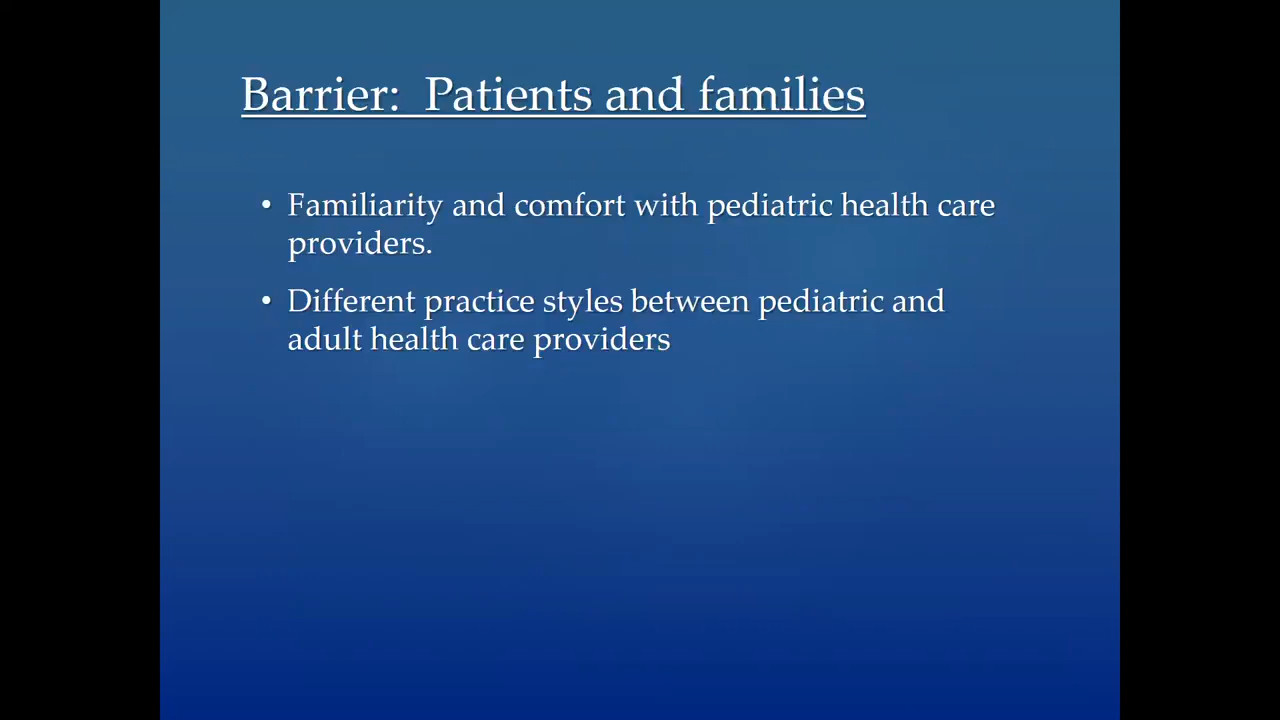 Barrier:  Patients and families
• Familiarity and comfort with pediatric health care
providers.
• Different practice styles between pediatric and
adult health care providers